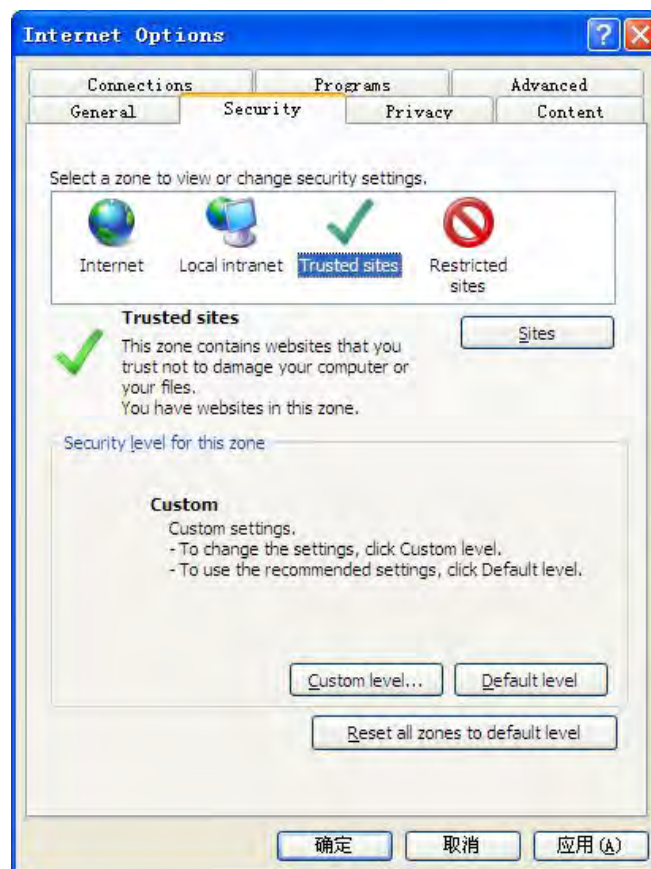 Internet Options
Connections Programs Advanced
General Security Privacy Content
Select a zone to view or change security settings.
Internet Local intranet Trusted sites Restricted
sites
Trusted sites
Sites
This zone contains websites that you
trust not to damage your computer or
your files.
You have websites in this zone.
Security level for this zone
Custom
Custom settings.
- To change the settings, click Custom level.
- To use the recommended settings, click Default level.
Custom level... Default level
Reset all zones to default level
确定 取消 应用(A)